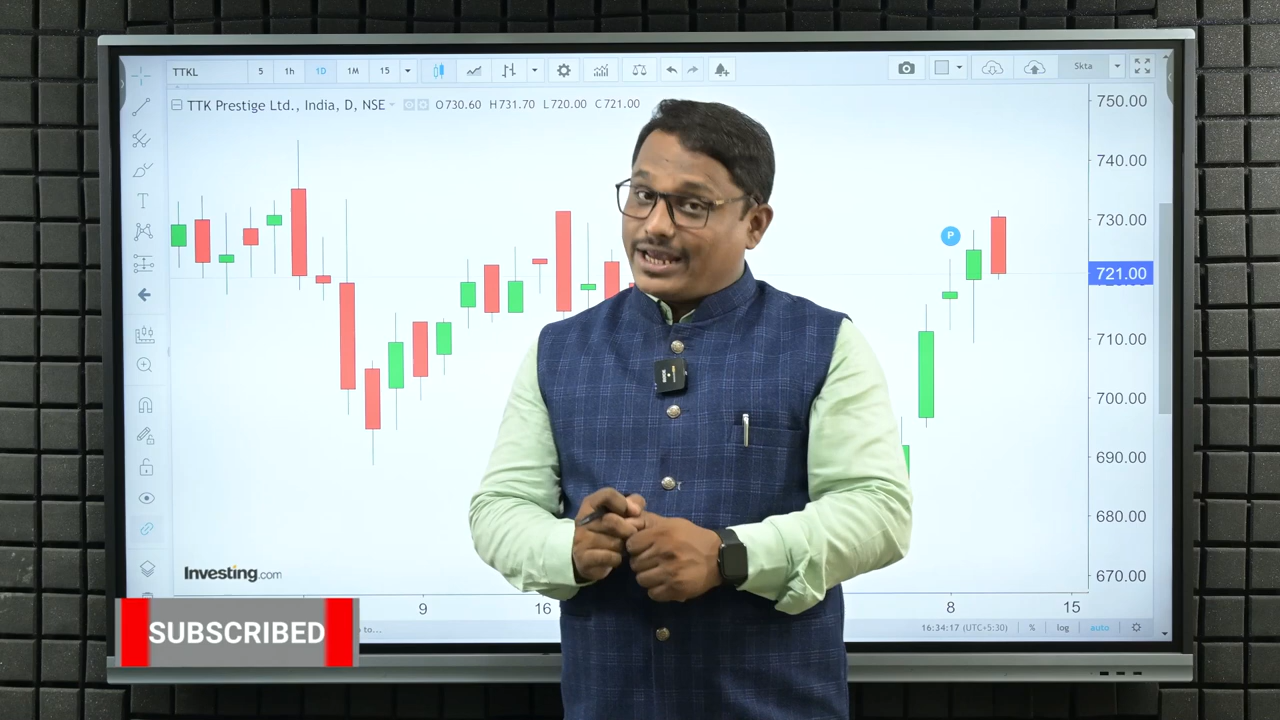 TTKL 5 1h 1D 1M 15 Skta
TTK Prestige Ltd., India, D, NSE O730.60 H731.70 L720.00 C721.00
750.00
740.00
730.00
P
721.00
710.00
700.00
690.00
680.00
670.00
Investing.com
9 16 8 15
SUBSCRIBED
to...
16:34:17 (UTC+5:30) % log auto